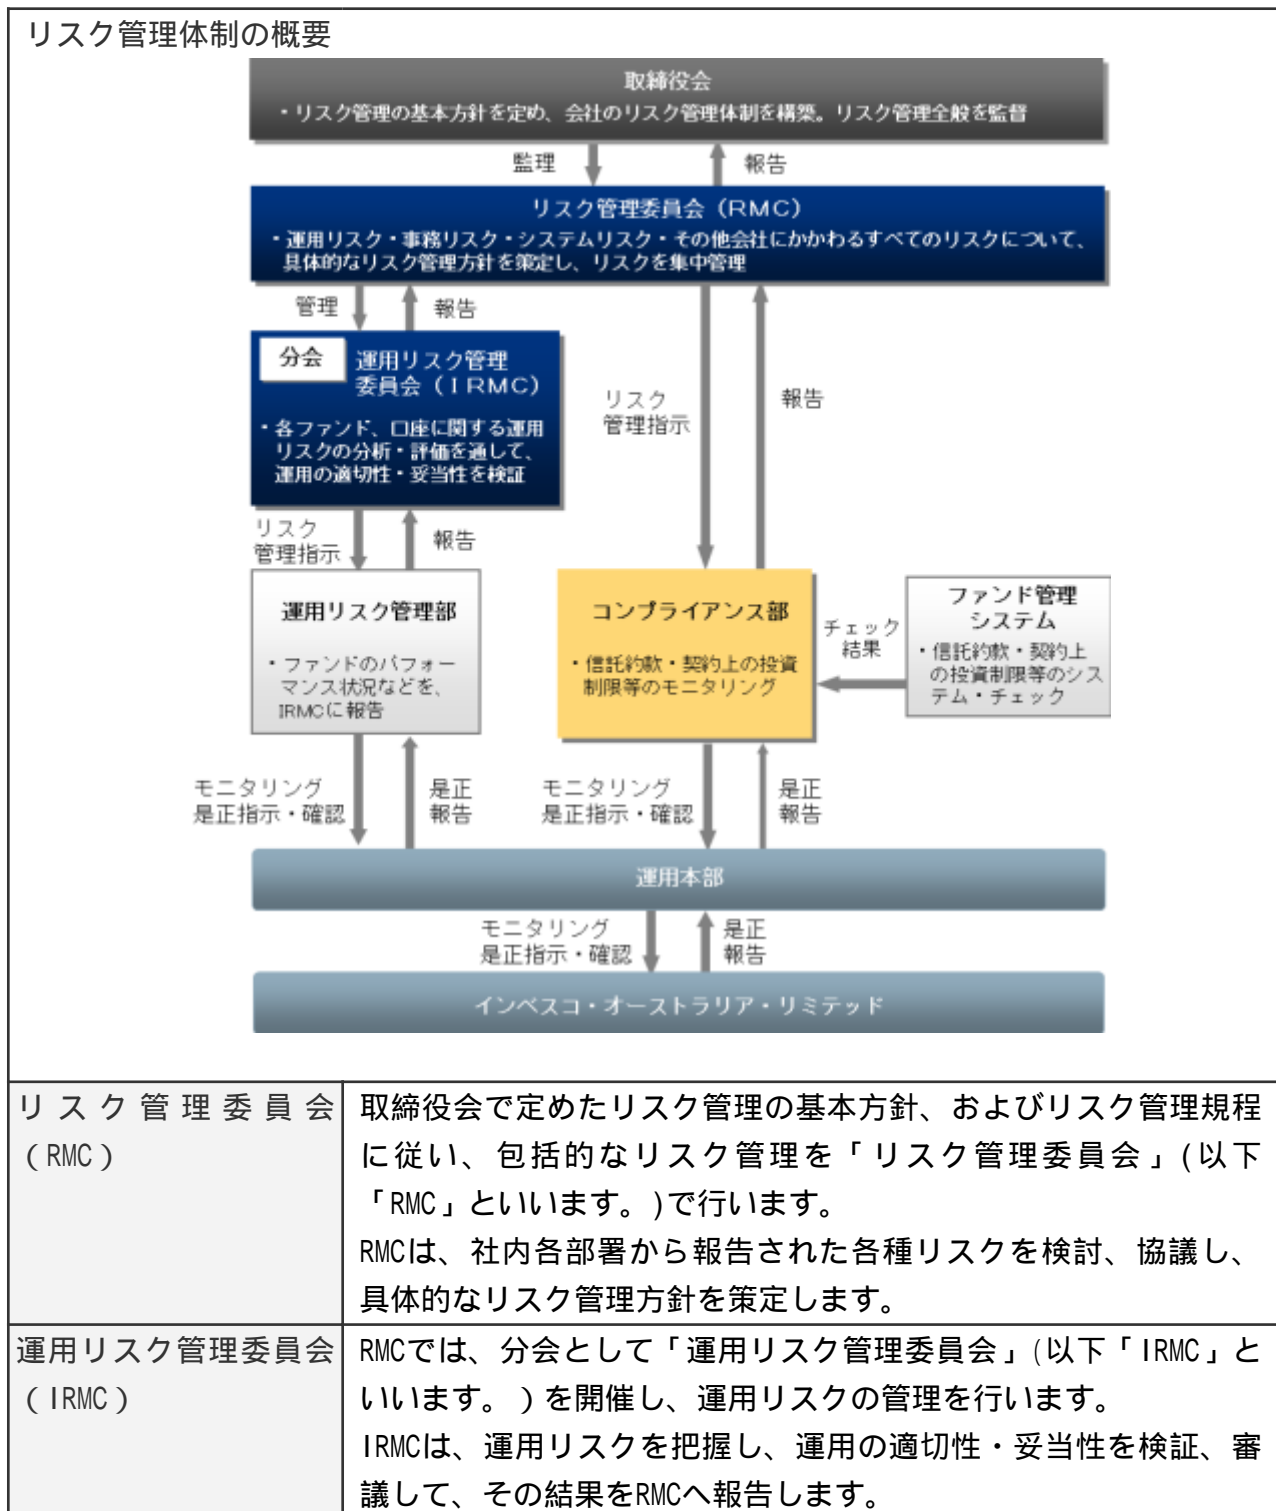 リスク管理体制の概要
取締役会
・リスク管理の基本方針を定め、会社のリスク管理体制を構築。リスク管理全般を監督
監理
報告
リスク管理委員会（RMC）
・運用リスク・事務リスク・システムリスク・その他会社にかかわるすべてのリスクについて、
具体的なリスク管理方針を策定し、リスクを集中管理
管理
報告
分会
運用リスク管理
委員会（IRMC）
・各ファンド、口座に関する運用
リスクの分析・評価を通して、
運用の適切性・妥当性を検証
リスク
管理指示
報告
リスク
管理指示
報告
運用リスク管理部
・ファンドのパフォー
マンス状況などを、
IRMCに報告
コンプライアンス部
・信託約款・契約上の投資
制限等のモニタリング
チェック
結果
ファンド管理
システム
・信託約款・契約上
の投資制限等のシス
テム・チェック
モニタリング
是正指示・確認
是正
報告
モニタリング
是正指示・確認
是正
報告
運用本部
モニタリング
是正指示・確認
是正
報告
インベスコ・オーストラリア・リミテッド
リスク管理委員会
（RMC）
取締役会で定めたリスク管理の基本方針、およびリスク管理規程
に従い、包括的なリスク管理を「リスク管理委員会」(以下
「RMC」といいます。)で行います。
RMCは、社内各部署から報告された各種リスクを検討、協議し、
具体的なリスク管理方針を策定します。
運用リスク管理委員会
（IRMC）
RMCでは、分会として「運用リスク管理委員会」(以下「IRMC」と
いいます。）を開催し、運用リスクの管理を行います。
IRMCは、運用リスクを把握し、運用の適切性・妥当性を検証、審
議して、その結果をRMCへ報告します。